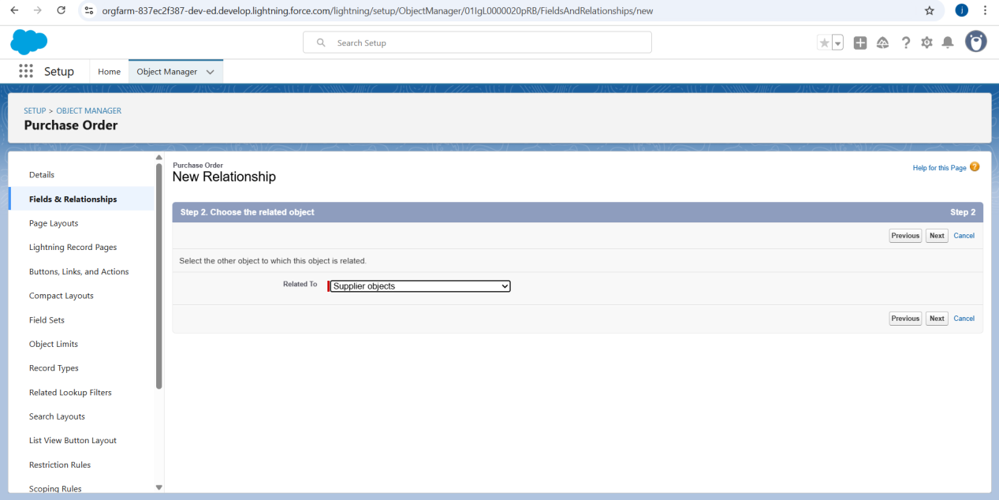 orgfarm-837ec2f387-dev-ed.develop.lightning.force.com/lightning/setup/ObjectManager/01IgL0000020pRB/FieldsAndRelationships/new
j
Search Setup
Setup
Home
Object Manager
SETUP > OBJECT MANAGER
Purchase Order
Details
Fields & Relationships
Page Layouts
Lightning Record Pages
Buttons, Links, and Actions
Compact Layouts
Field Sets
Object Limits
Record Types
Related Lookup Filters
Search Layouts
List View Button Layout
Restriction Rules
Scoping Rules
Purchase Order
New Relationship
Help for this Page ?
Step 2. Choose the related object
Step 2
Previous Next Cancel
Select the other object to which this object is related.
Related To Supplier objects
Previous Next Cancel